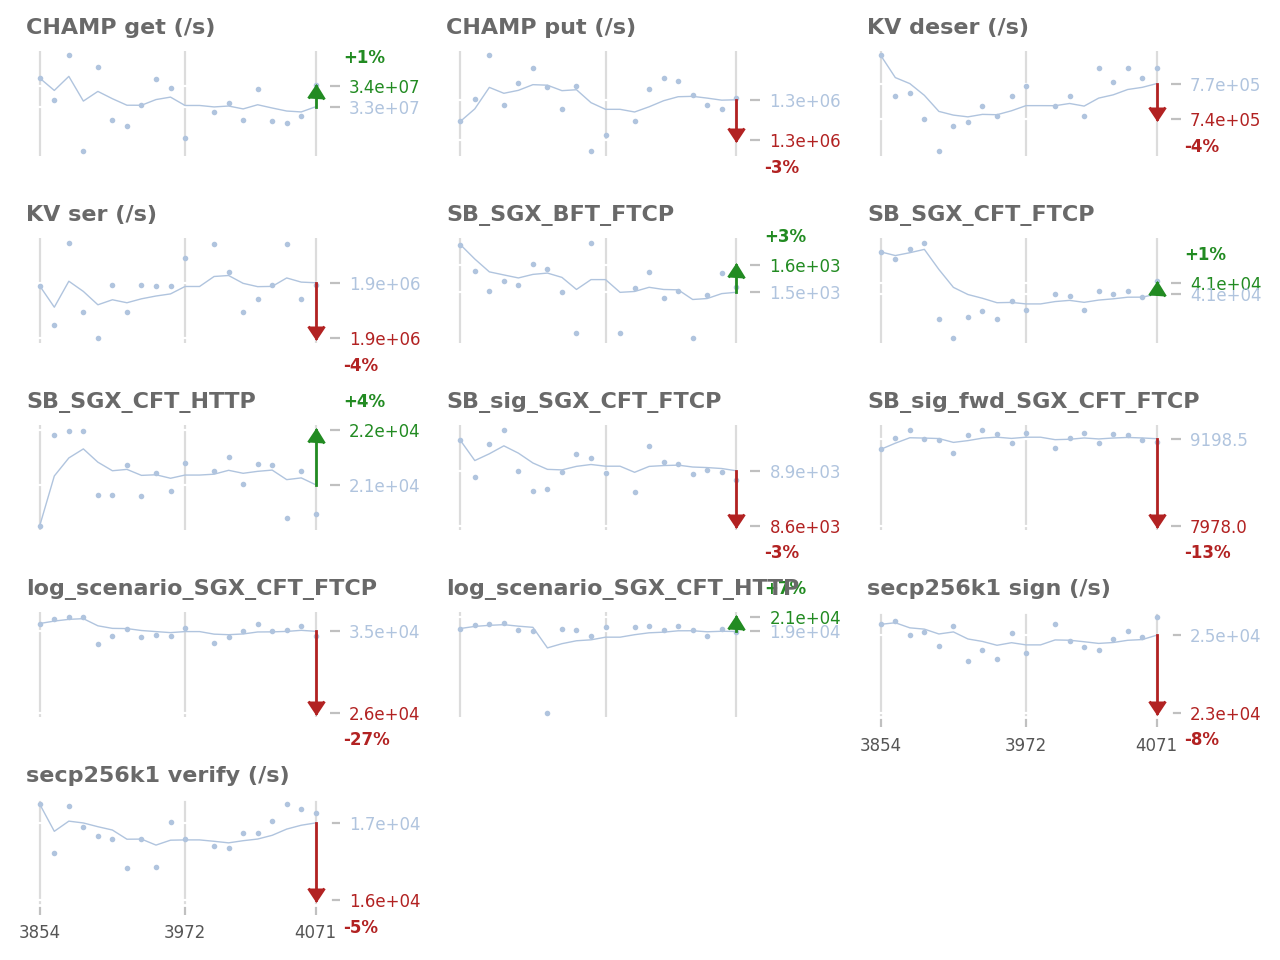 CHAMP get (/s)
+1%
3.4e+07
3.3e+07
CHAMP put (/s)
1.3e+06
1.3e+06
-3%
KV deser (/s)
7.7e+05
7.4e+05
-4%
KV ser (/s)
1.9e+06
1.9e+06
-4%
SB_SGX_BFT_FTCP
+3%
1.6e+03
1.5e+03
SB_SGX_CFT_FTCP
+1%
4.1e+04
4.1e+04
SB_SGX_CFT_HTTP
+4%
2.2e+04
2.1e+04
SB_sig_SGX_CFT_FTCP
8.9e+03
8.6e+03
-3%
SB_sig_fwd_SGX_CFT_FTCP
9198.5
7978.0
-13%
log_scenario_SGX_CFT_FTCP
3.5e+04
2.6e+04
-27%
log_scenario_SGX_CFT_HTTP
+7%
2.1e+04
1.9e+04
secp256k1 sign (/s)
2.5e+04
2.3e+04
-8%
3854
3972
4071
secp256k1 verify (/s)
1.7e+04
1.6e+04
-5%
3854
3972
4071